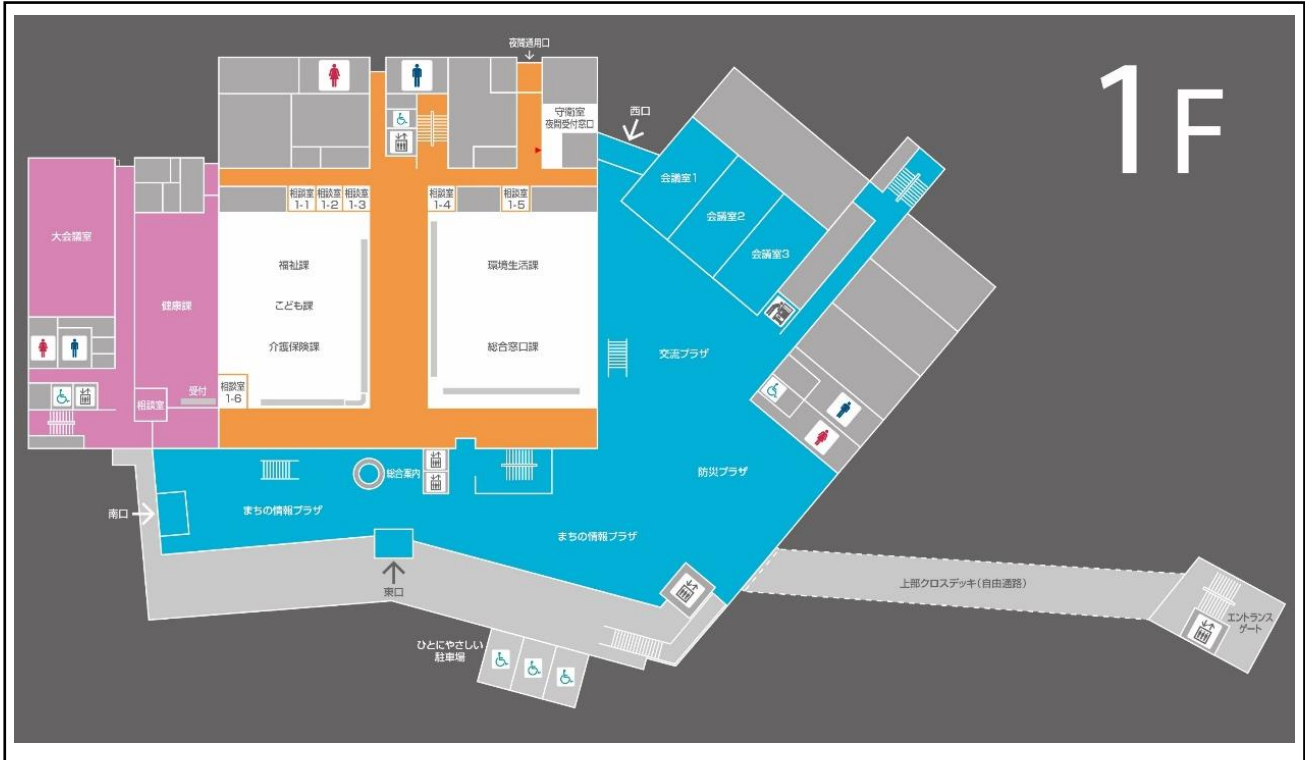 1F
夜間通用口
守衛室
夜間受付窓口
西口
会議室1
会議室2
会議室3
相談室
1-1
相談室
1-2
相談室
1-3
相談室
1-4
相談室
1-5
大会議室
健康課
福祉課
こども課
介護保険課
環境生活課
総合窓口課
交流プラザ
受付
相談室
相談室
1-6
総合案内
防災プラザ
南口
まちの情報プラザ
まちの情報プラザ
東口
上部クロスデッキ(自由通路)
エントランス
ゲート
ひとにやさしい
駐車場